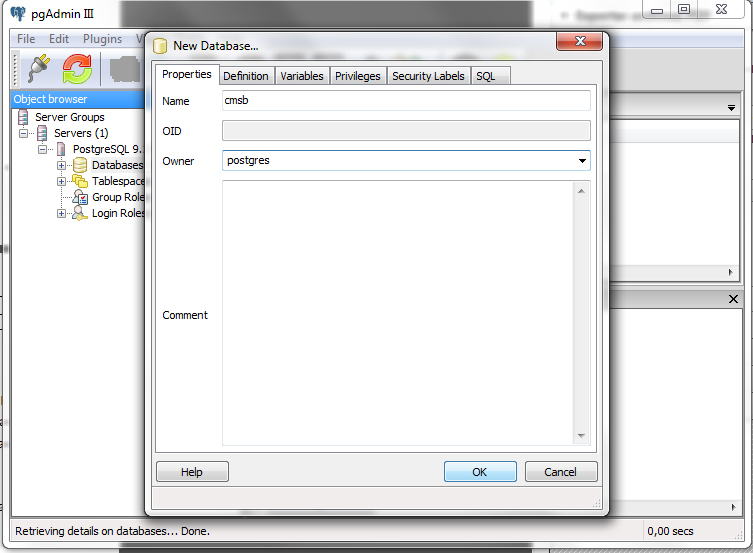 pgAdmin III
File Edit Plugins
Object browser
Server Groups
Servers (1)
PostgreSQL 9.
Databases
Tablespace
Group Role
Login Roles
New Database...
Properties Definition Variables Privileges Security Labels SQL
Name cmsb
OID
Owner postgres
Comment
Help OK Cancel
Retrieving details on databases... Done. 0,00 secs